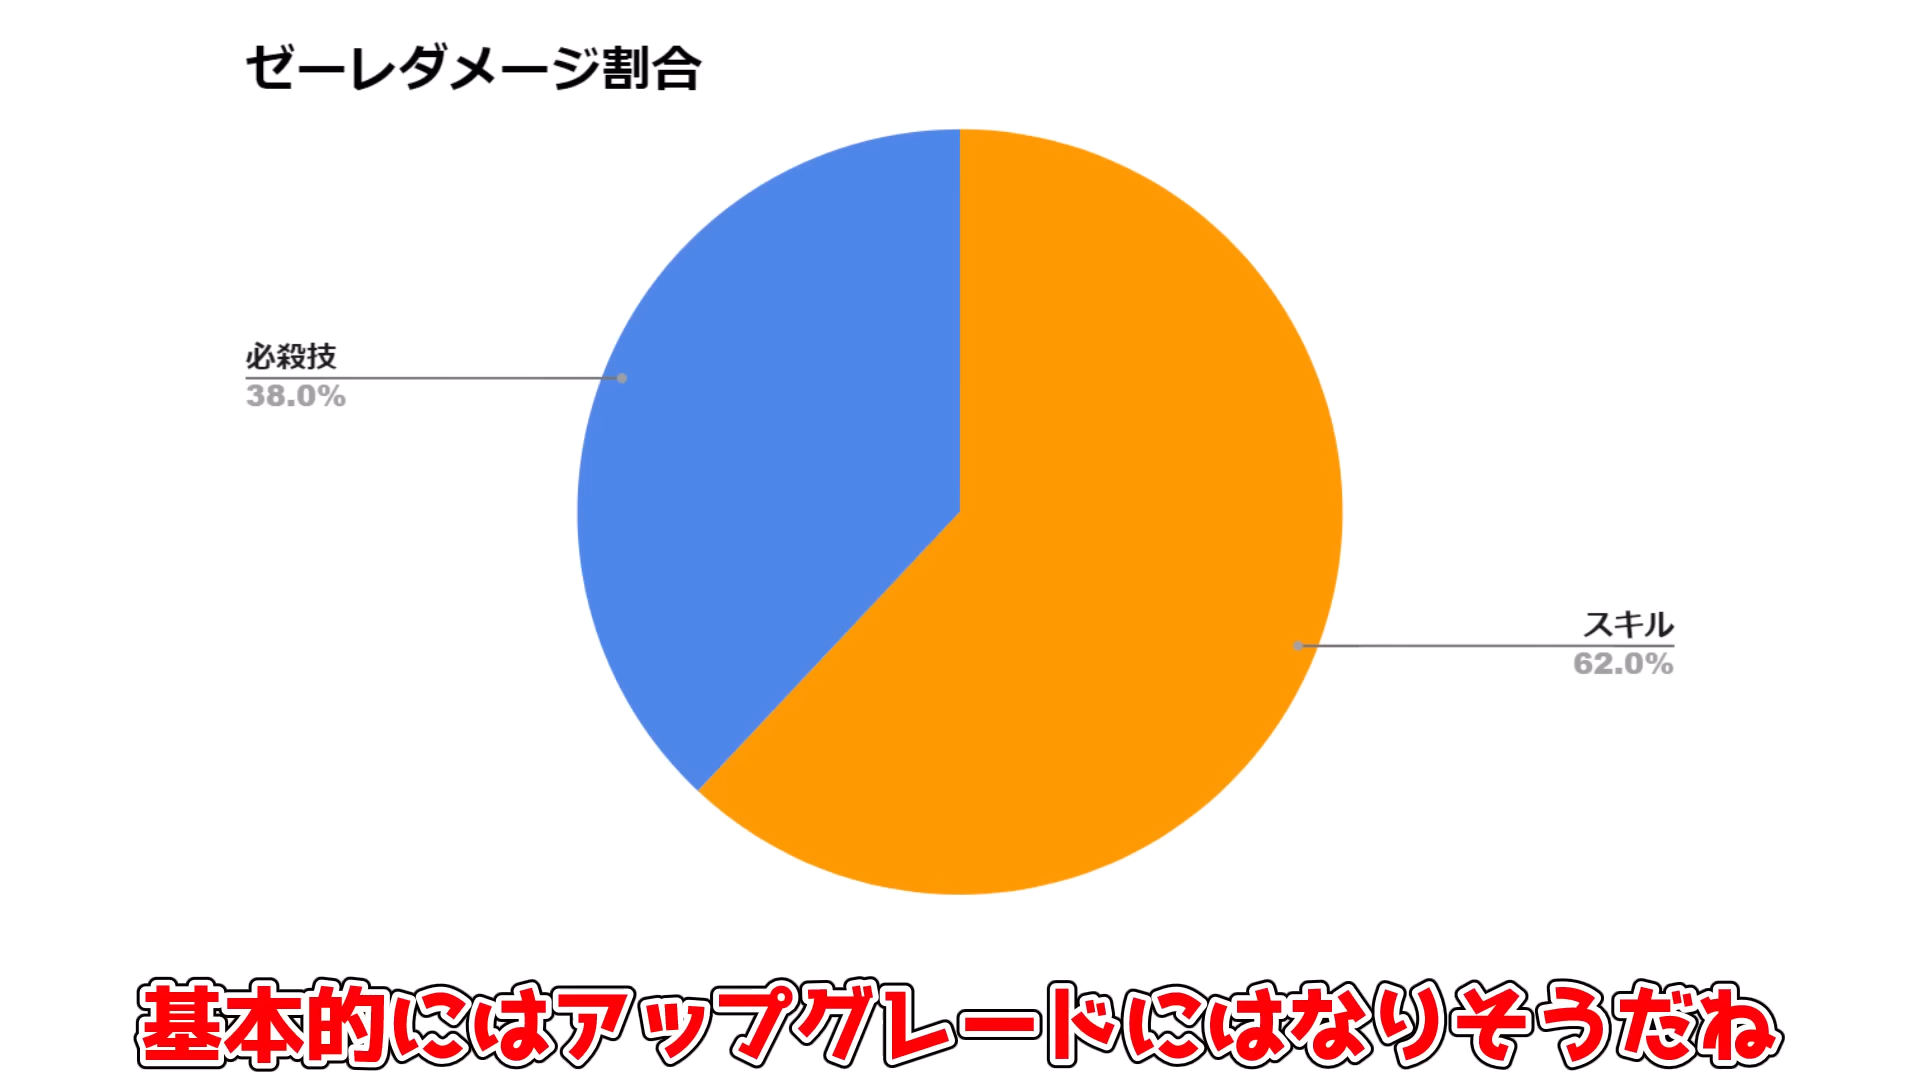 ゼーレダメージ割合
必殺技
38.0%
スキル
62.0%
基本的にはアップグレードにはなりそうだね